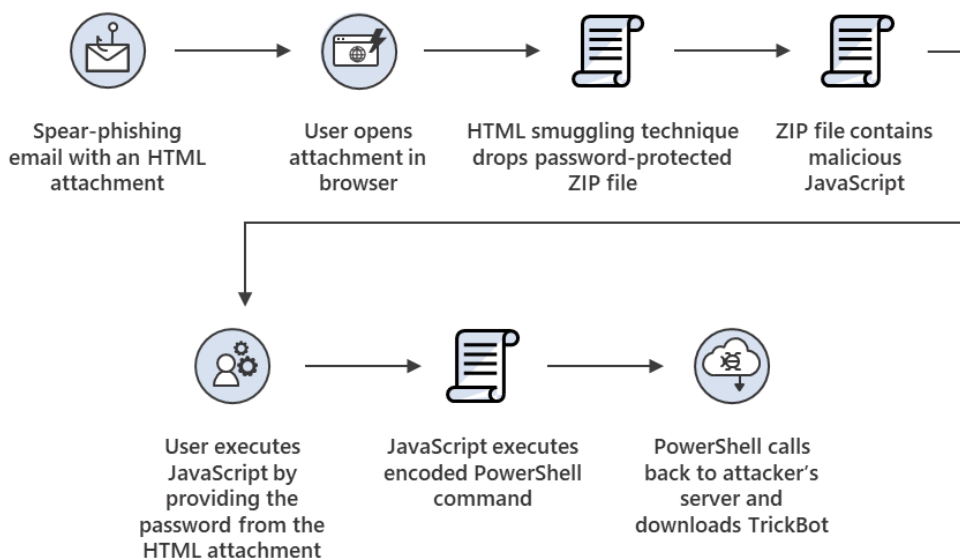 Spear-phishing
email with an HTML
attachment
User opens
attachment in
browser
HTML smuggling technique
drops password-protected
ZIP file
ZIP file contains
malicious
JavaScript
User executes
JavaScript by
providing the
password from the
HTML attachment
JavaScript executes
encoded PowerShell
command
PowerShell calls
back to attacker's
server and
downloads TrickBot